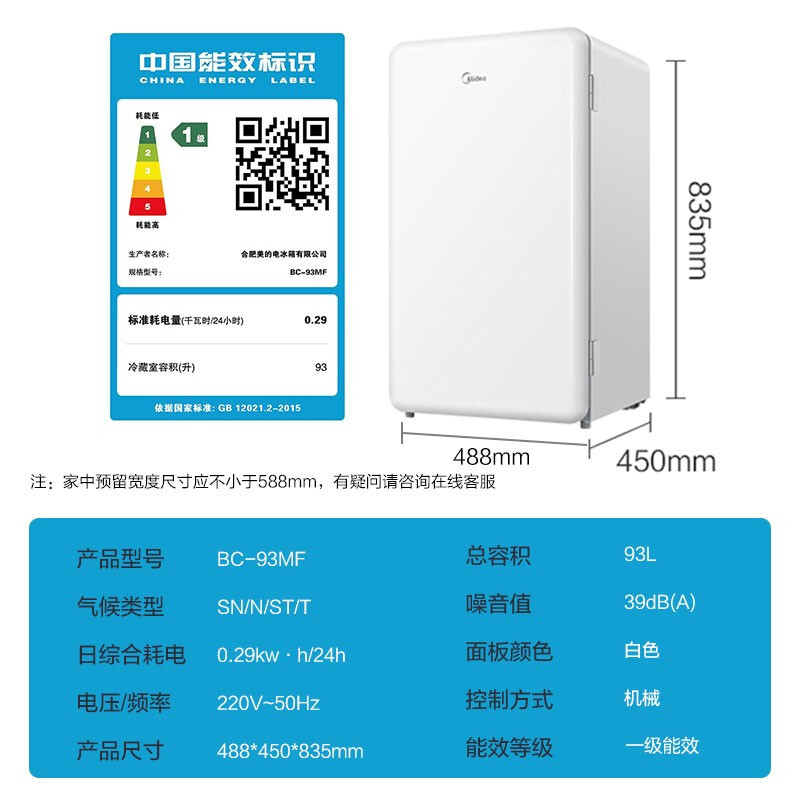 中国能效标识
CHINA ENERGY LABEL
耗能低
1
2
3
4
5
1级
耗能高
生产者名称: 合肥美的电冰箱有限公司
规格型号: BC-93MF
标准耗电量(千瓦时/24小时) 0.29
冷藏室容积(升) 93
依据国家标准: GB 12021.2-2015
Midea
835mm
488mm
450mm
注：家中预留宽度尺寸应不小于588mm，有疑问请咨询在线客服
产品型号 BC-93MF
总容积 93L
气候类型 SN/N/ST/T
噪音值 39dB(A)
日综合耗电 0.29kw · h/24h
面板颜色 白色
电压/频率 220V~50Hz
控制方式 机械
产品尺寸 488*450*835mm
能效等级 一级能效